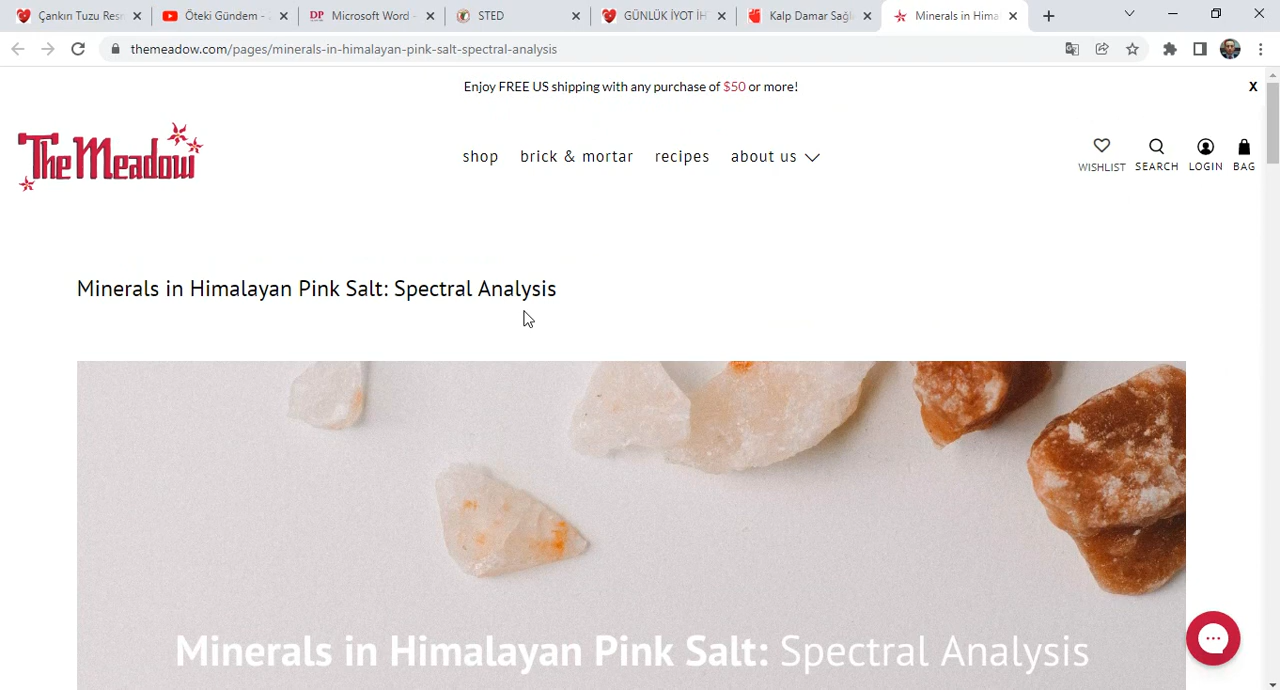 Çankırı Tuzu Res
Öteki Gündem -
DP Microsoft Word -
STED
GÜNLÜK İYOT İH
Kalp Damar Sağl
Minerals in Hima
themeadow.com/pages/minerals-in-himalayan-pink-salt-spectral-analysis
Enjoy FREE US shipping with any purchase of $50 or more!
X
The Meadow
shop brick & mortar recipes about us
WISHLIST SEARCH LOGIN BAG
Minerals in Himalayan Pink Salt: Spectral Analysis
Minerals in Himalayan Pink Salt: Spectral Analysis